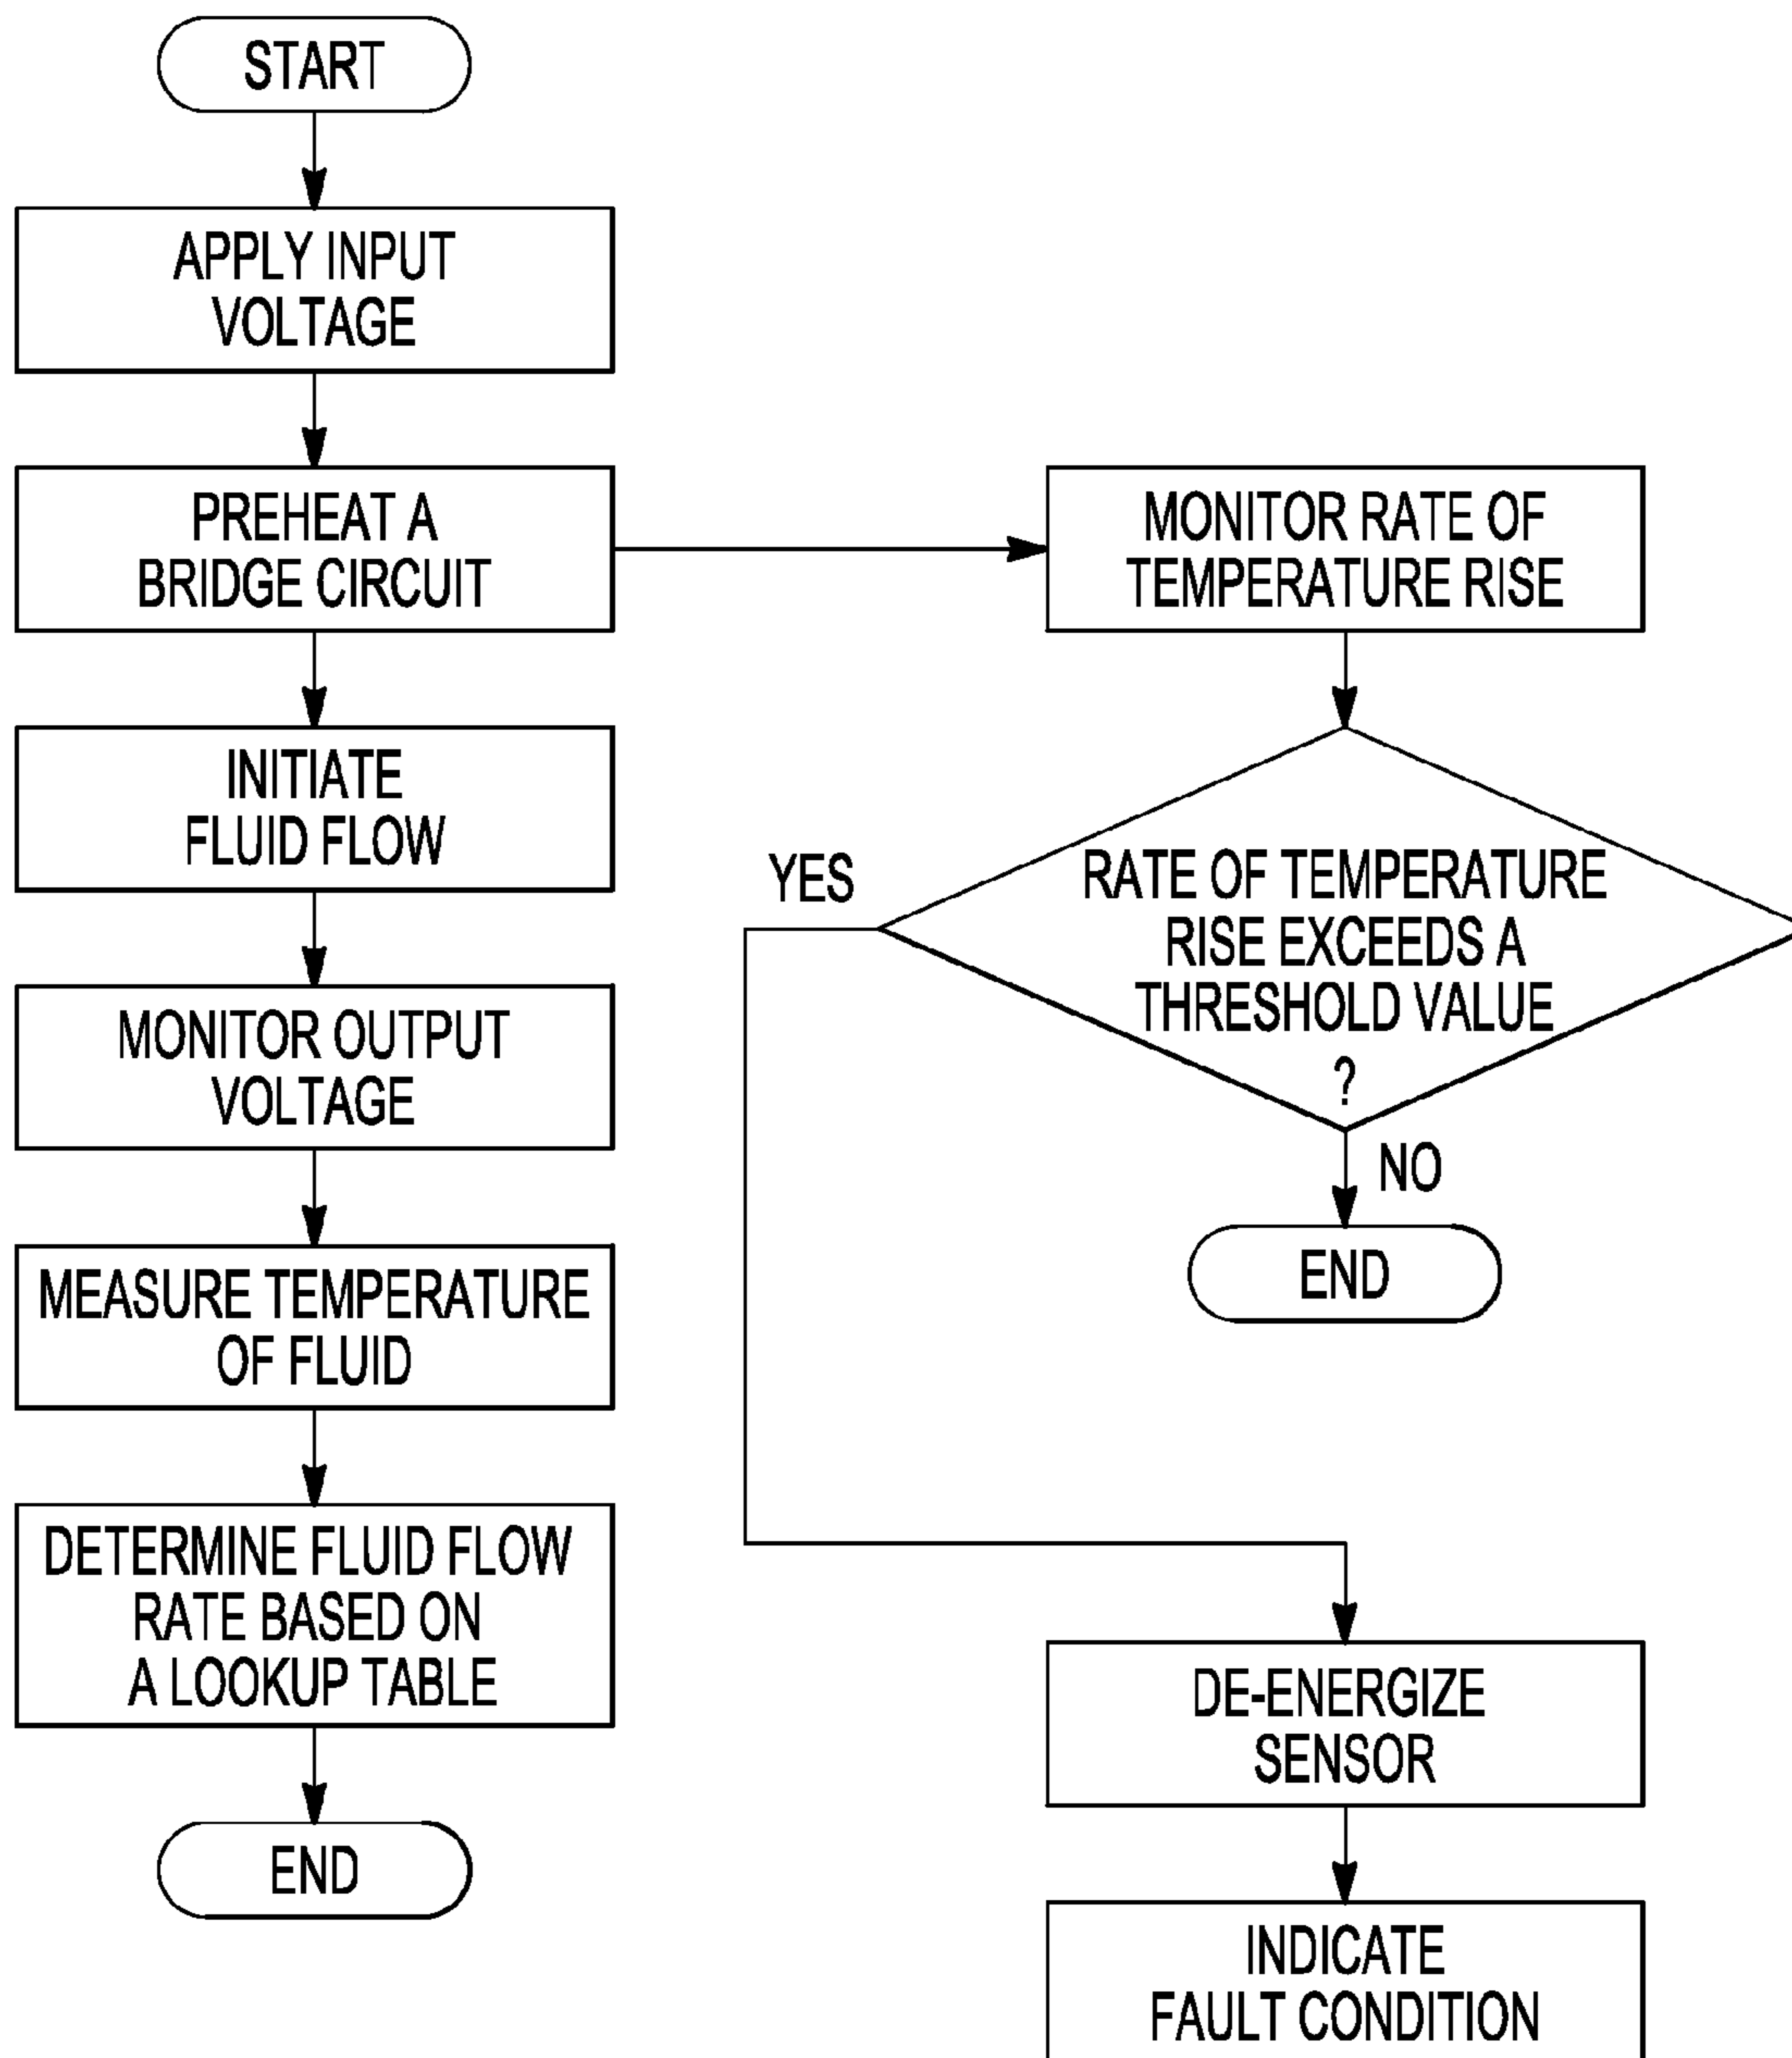 START
APPLY INPUT
VOLTAGE
PREHEAT A
BRIDGE CIRCUIT
INITIATE
FLUID FLOW
MONITOR OUTPUT
VOLTAGE
MEASURE TEMPERATURE
OF FLUID
DETERMINE FLUID FLOW
RATE BASED ON
A LOOKUP TABLE
END
MONITOR RATE OF
TEMPERATURE RISE
YES
RATE OF TEMPERATURE
RISE EXCEEDS A
THRESHOLD VALUE
?
NO
END
DE-ENERGIZE
SENSOR
INDICATE
FAULT CONDITION